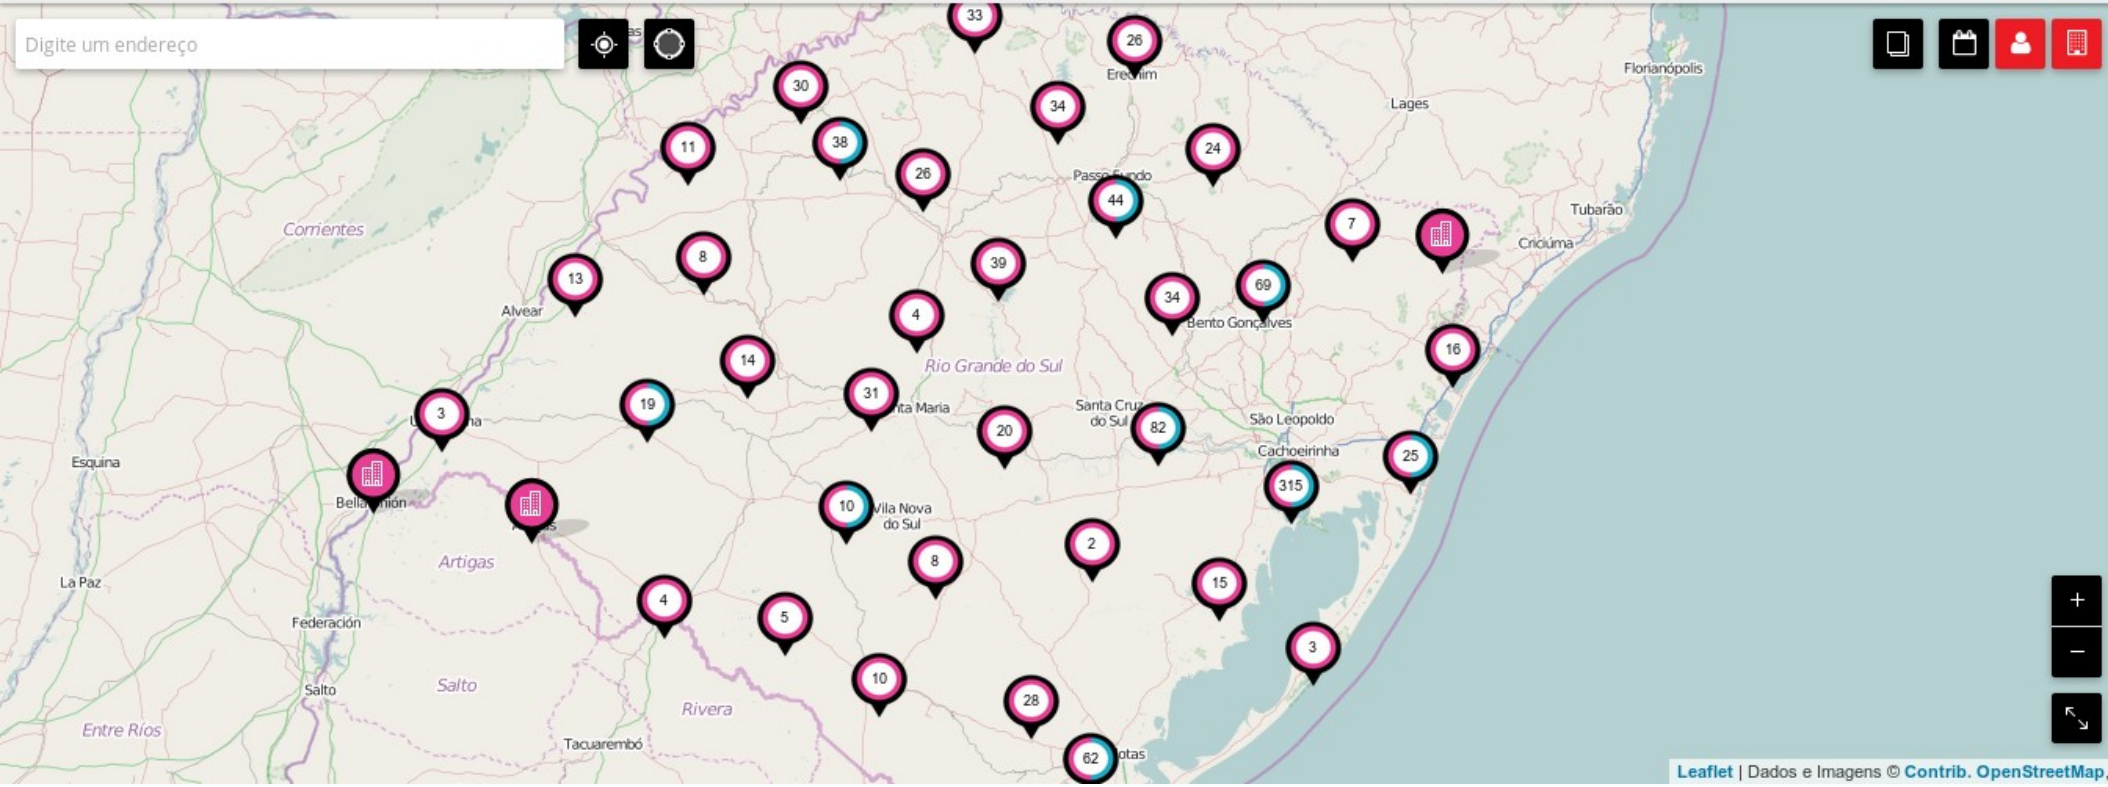 Digite um endereço
33
26
Erechim
Florianópolis
30
34
Lages
11
38
26
24
Passo Fundo
44
Tubarão
Corrientes
7
Criciúma
8
39
13
69
34
Alvear
4
Bento Gonçalves
16
14
Rio Grande do Sul
31
nta Maria
19
3
20
Santa Cruz
do Sul
82
São Leopoldo
Cachoeirinha
25
Esquina
315
10
Vila Nova
do Sul
2
8
Artigas
15
La Paz
4
5
Federación
3
10
Salto
Salto
28
Rivera
Entre Ríos
Tacuarembó
62
otas
+
−
Leaflet | Dados e Imagens © Contrib. OpenStreetMap,